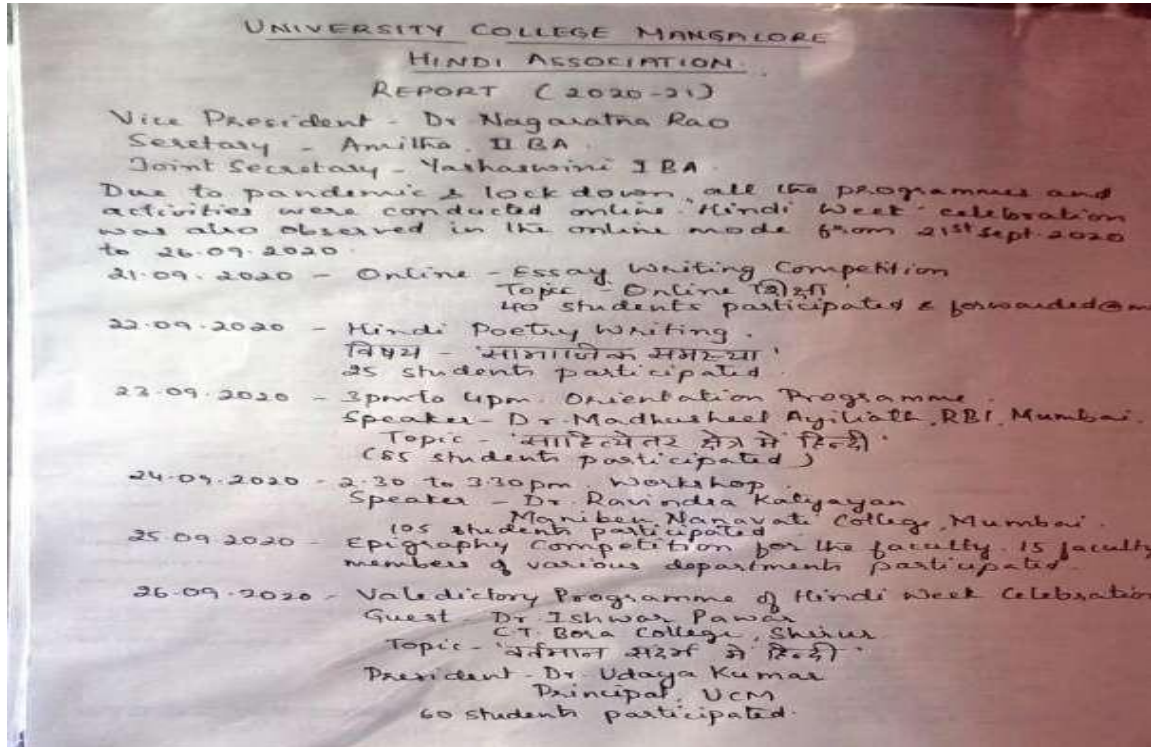 UNIVERSITY COLLEGE MANGALORE
HINDI ASSOCIATION.
REPORT (2020-21)
Vice President - Dr Nagaratna Rao
Seretary - Amitha. II BA.
Joint Secretary - Yashaswini I BA.
Due to pandemic & lock down all the programmes and
activities were conducted online. 'Hindi Week' celebration
was also observed in the online mode from 21st Sept. 2020
to 26.09.2020.
21.09.2020 - Online - Essay Writing Competition
Topic - 'Online शिक्षा'
40 students participated & forwarded
22.09.2020 - Hindi Poetry Writing.
विषय - 'सामाजिक समस्या'
25 students participated.
23.09.2020 - 3pm to 4pm. Orientation Programme.
Speaker - Dr. Madhusheel Ayillath, RBI, Mumbai.
Topic - 'साहित्येतर क्षेत्र में हिन्दी'
(85 students participated)
24.09.2020 - 2.30 to 3.30pm. Workshop.
Speaker - Dr. Ravindra Katyayan
Maniben Nanavati College, Mumbai.
105 students participated.
25.09.2020 - Epigraphy Competition for the faculty. 15 faculty
members of various departments participated.
26.09.2020 - Valedictory Programme of Hindi Week Celebration
Guest - Dr Ishwar Pawar
C.T. Bora College, Shirur
Topic - 'वर्तमान संदर्भ में हिन्दी'
President - Dr. Udaya Kumar
Principal, UCM
60 students participated.